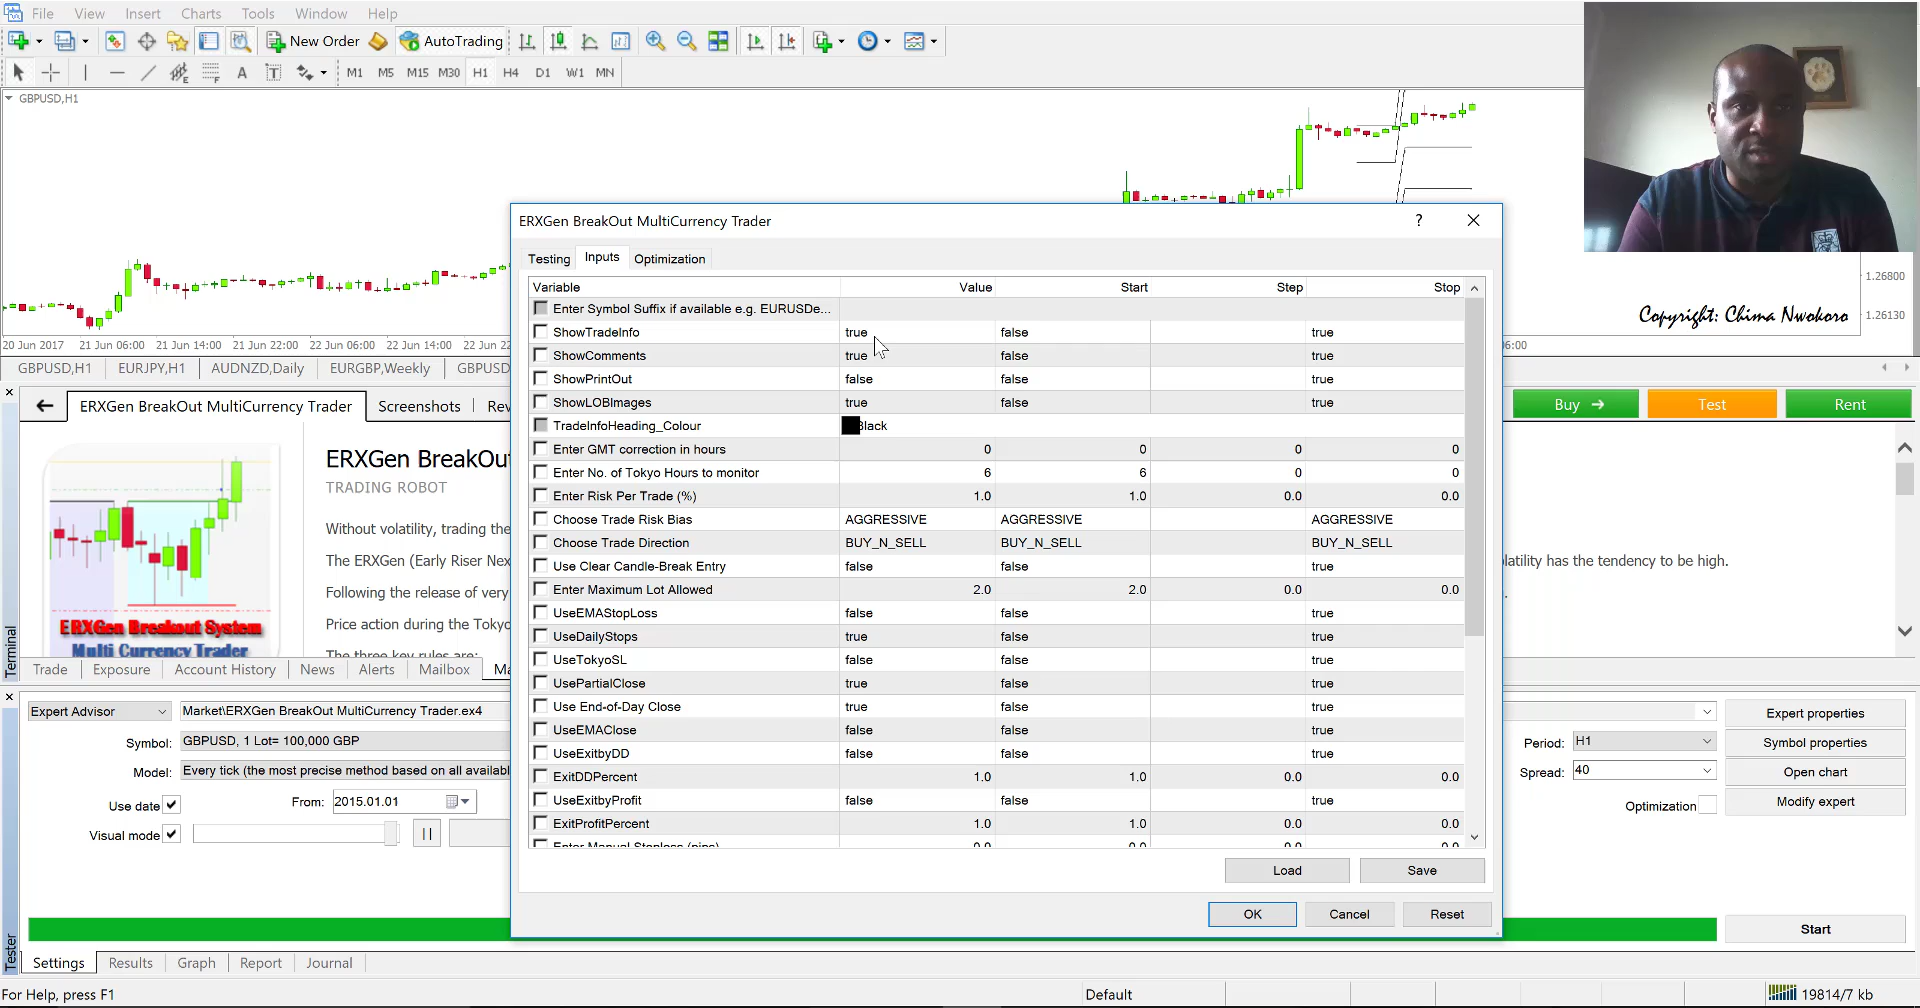 File View Insert Charts Tools Window Help
New Order AutoTrading
A T M1 M5 M15 M30 H1 H4 D1 W1 MN
GBPUSD,H1
1.26800
Copyright: Chima Nwokoro
1.26130
20 Jun 2017 21 Jun 06:00 21 Jun 14:00 21 Jun 22:00 22 Jun 06:00 22 Jun 14:00
GBPUSD,H1 EURJPY,H1 AUDNZD,Daily EURGBP,Weekly
ERXGen BreakOut MultiCurrency Trader ?
Testing Inputs Optimization
Variable Value Start Step Stop
Enter Symbol Suffix if available e.g. EURUSDe...
ShowTradeInfo true false true
ShowComments true false true
ShowPrintOut false false true
ShowLOBImages true false true
TradeInfoHeading_Colour
Enter GMT correction in hours 0 0 0 0
Enter No. of Tokyo Hours to monitor 6 6 0 0
Enter Risk Per Trade (%) 1.0 1.0 0.0 0.0
Choose Trade Risk Bias AGGRESSIVE AGGRESSIVE AGGRESSIVE
Choose Trade Direction BUY_N_SELL BUY_N_SELL BUY_N_SELL
Use Clear Candle-Break Entry false false true
Enter Maximum Lot Allowed 2.0 2.0 0.0 0.0
UseEMAStopLoss false false true
UseDailyStops true false true
UseTokyoSL false false true
UsePartialClose true false true
Use End-of-Day Close true false true
UseEMAClose false false true
UseExitbyDD false false true
ExitDDPercent 1.0 1.0 0.0 0.0
UseExitbyProfit false false true
ExitProfitPercent 1.0 1.0 0.0 0.0
Load Save
OK Cancel Reset
ERXGen BreakOut MultiCurrency Trader Screenshots
Buy → Test Rent
ERXGen
TRADING ROBOT
Without volatility, trading the
The ERXGen (Early Riser
volatility has the tendency to be high.
Following the release of very
Price action during the Tokyo
The three key rules are:
ERXGen Breakout System
Multi Currency Trader
Terminal
Trade Exposure Account History News Alerts Mailbox
Expert Advisor Market\ERXGen BreakOut MultiCurrency Trader.ex4
Expert properties
Symbol: GBPUSD, 1 Lot= 100,000 GBP
Period: H1
Symbol properties
Model: Every tick (the most precise method based on all
Spread: 40
Open chart
Use date From: 2015.01.01
Optimization
Modify expert
Visual mode
Start
Tester
Settings Results Graph Report Journal
For Help, press F1 Default 19814/7 kb